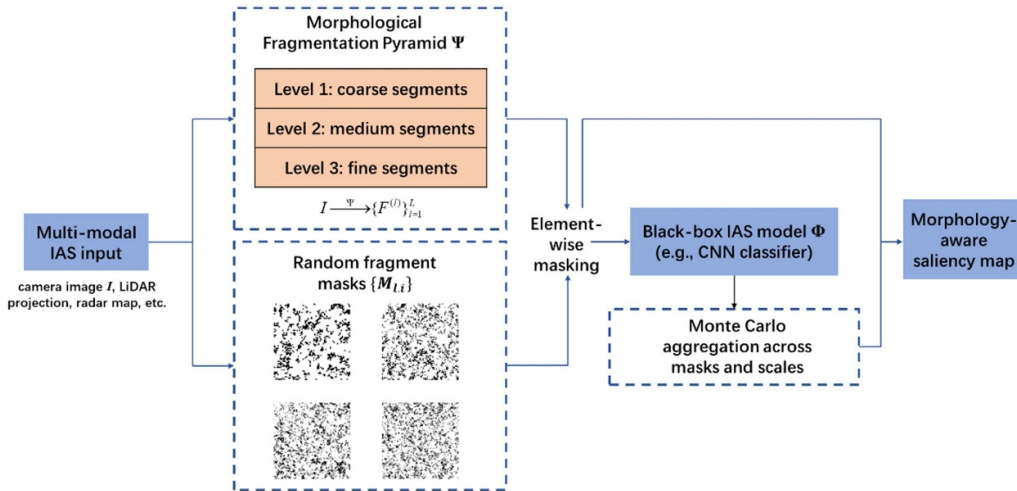 Morphological
Fragmentation Pyramid Ψ
Level 1: coarse segments
Level 2: medium segments
Level 3: fine segments
I —Ψ→ {F^(l)}_{l=1}^L
Multi-modal
IAS input
camera image I, LiDAR
projection, radar map, etc.
Random fragment
masks {M_{l,i}}
Element-
wise
masking
Black-box IAS model Φ
(e.g., CNN classifier)
Monte Carlo
aggregation across
masks and scales
Morphology-
aware
saliency map